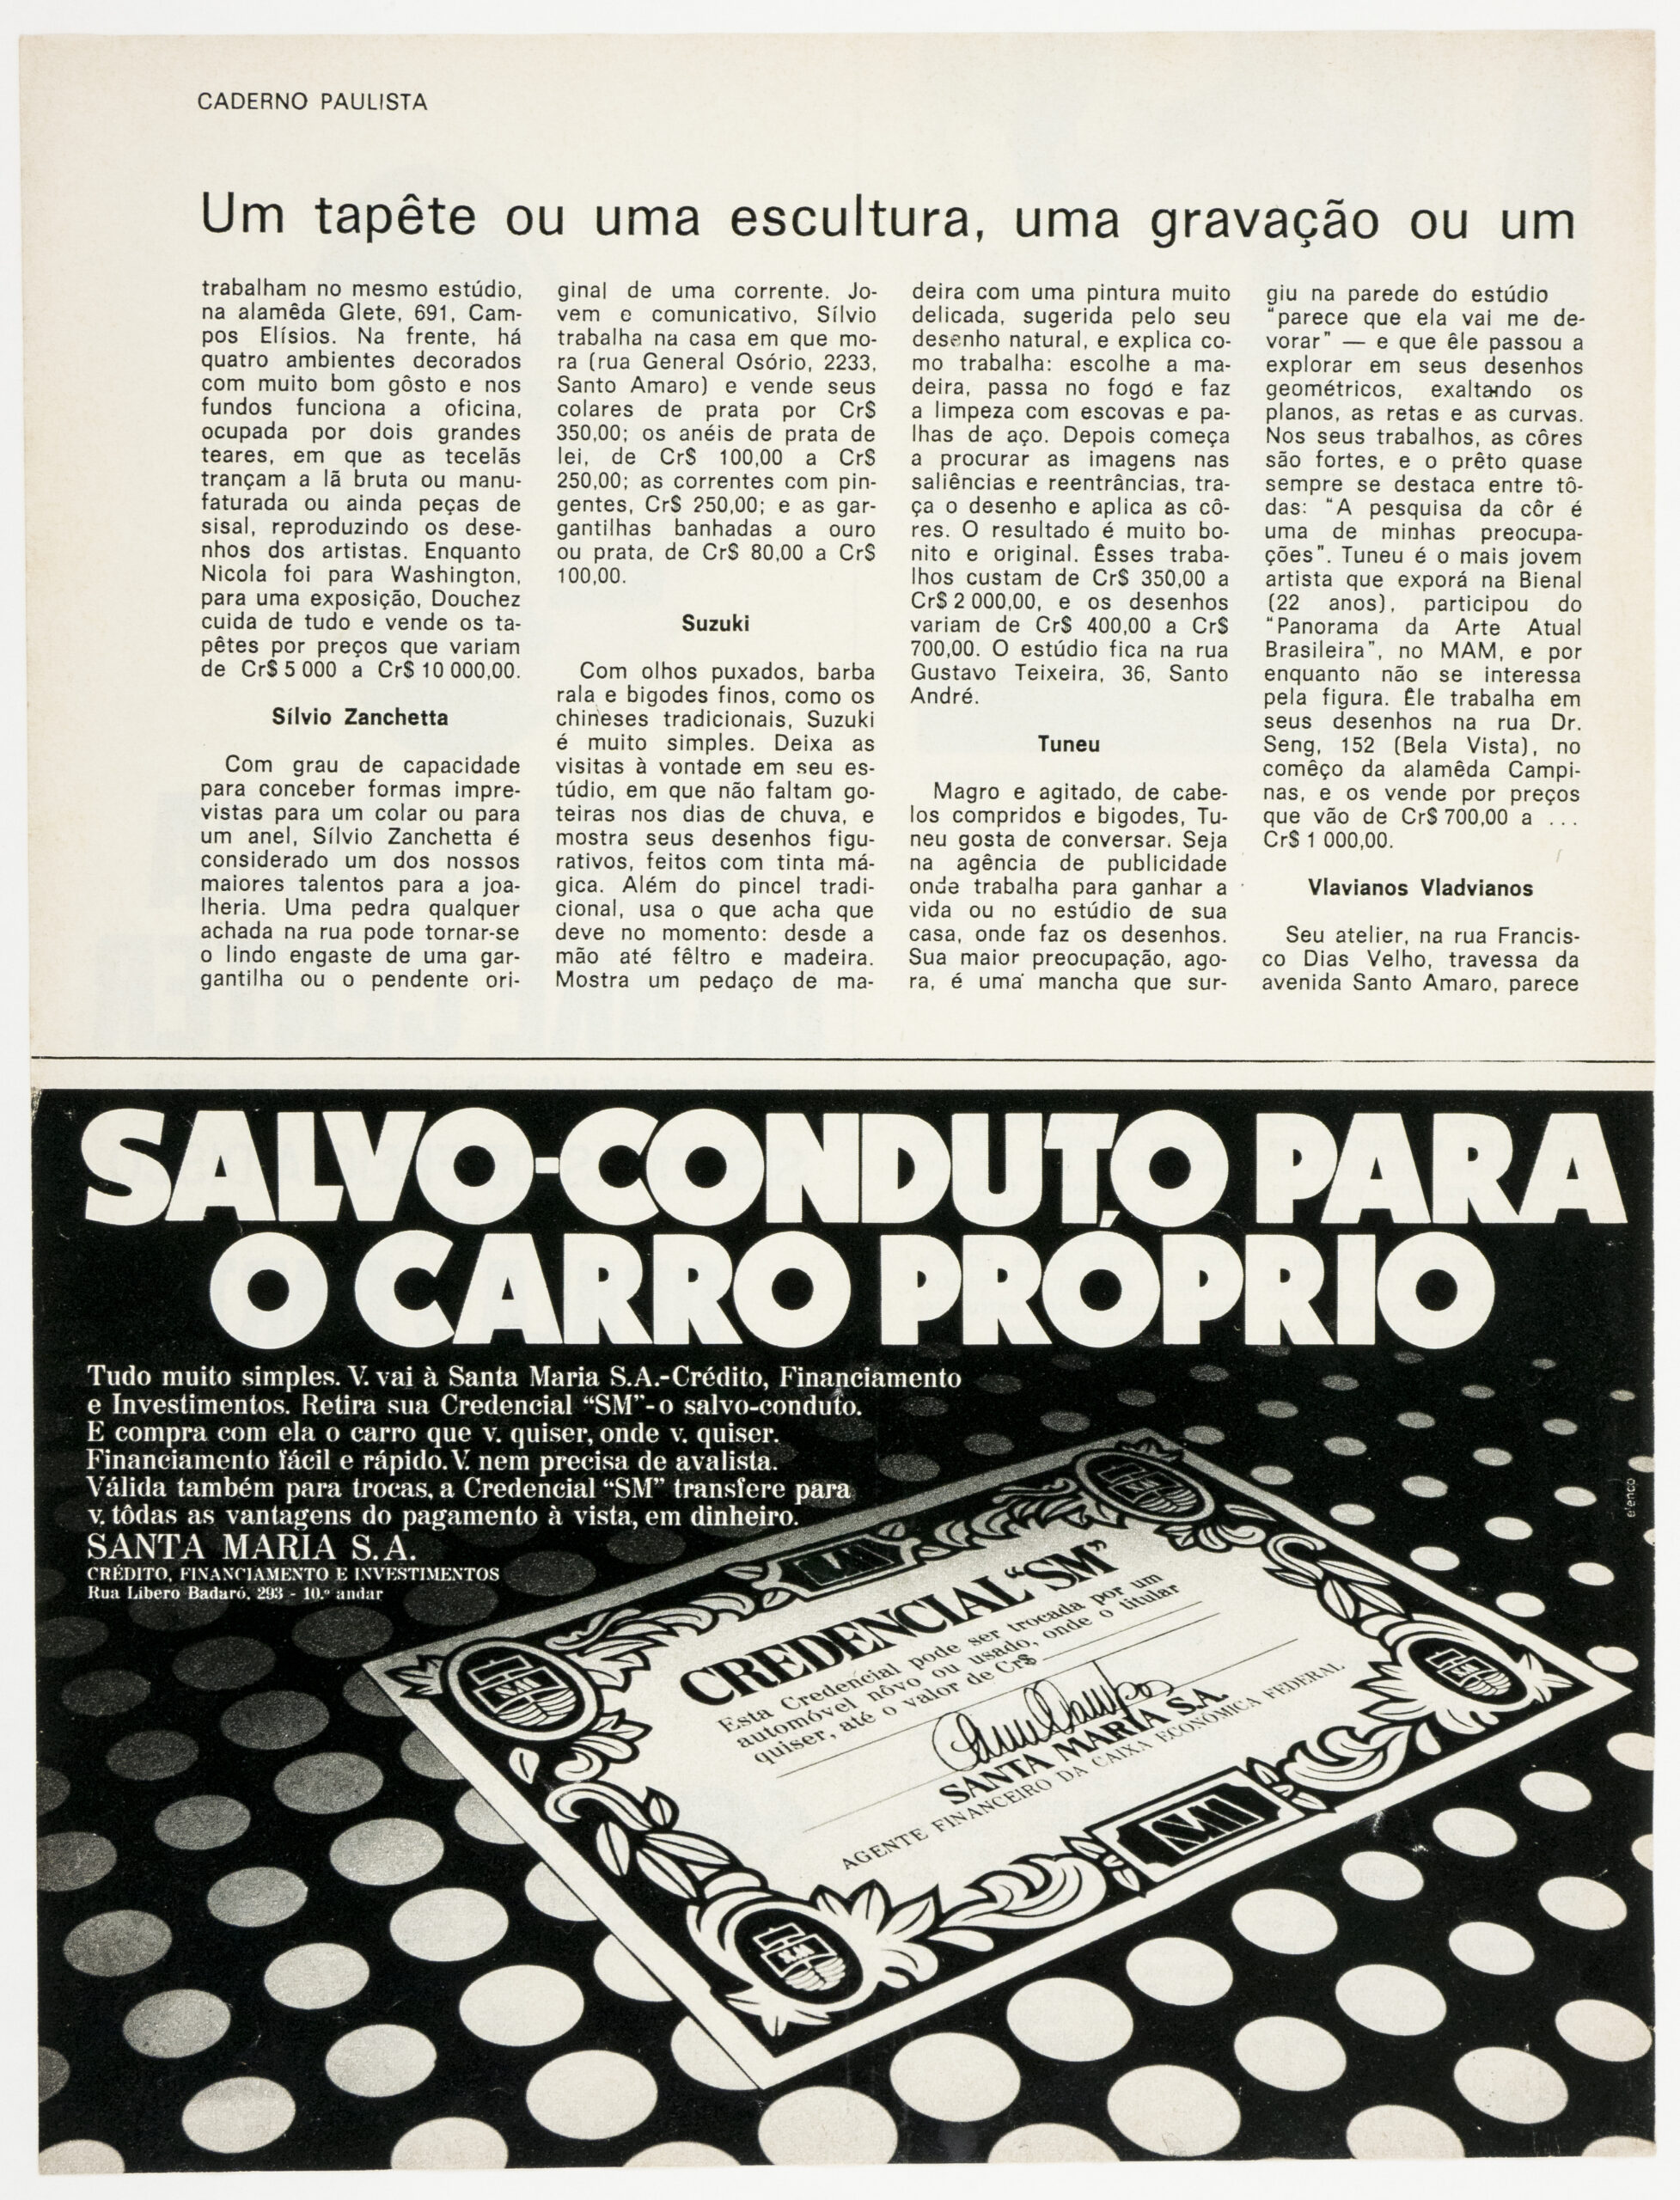 CADERNO PAULISTA
Um tapête ou uma escultura, uma gravação ou um
trabalham no mesmo estúdio,
na alamêda Glete, 691, Cam-
pos Elísios. Na frente, há
quatro ambientes decorados
com muito bom gôsto e nos
fundos funciona a oficina,
ocupada por dois grandes
teares, em que as tecelãs
trançam a lã bruta ou manu-
faturada ou ainda peças de
sisal, reproduzindo os dese-
nhos dos artistas. Enquanto
Nicola foi para Washington,
para uma exposição, Douchez
cuida de tudo e vende os ta-
pêtes por preços que variam
de Cr$ 5 000 a Cr$ 10 000,00.
Sílvio Zanchetta
Com grau de capacidade
para conceber formas impre-
vistas para um colar ou para
um anel, Sílvio Zanchetta é
considerado um dos nossos
maiores talentos para a joa-
lheria. Uma pedra qualquer
achada na rua pode tornar-se
o lindo engaste de uma gar-
gantilha ou o pendente ori-
ginal de uma corrente. Jo-
vem e comunicativo, Sílvio
trabalha na casa em que mo-
ra (rua General Osório, 2233,
Santo Amaro) e vende seus
colares de prata por Cr$
350,00; os anéis de prata de
lei, de Cr$ 100,00 a Cr$
250,00; as correntes com pin-
gentes, Cr$ 250,00; e as gar-
gantilhas banhadas a ouro
ou prata, de Cr$ 80,00 a Cr$
100,00.
Suzuki
Com olhos puxados, barba
rala e bigodes finos, como os
chineses tradicionais, Suzuki
é muito simples. Deixa as
visitas à vontade em seu es-
túdio, em que não faltam go-
teiras nos dias de chuva, e
mostra seus desenhos figu-
rativos, feitos com tinta má-
gica. Além do pincel tradi-
cional, usa o que acha que
deve no momento: desde a
mão até fêltro e madeira.
Mostra um pedaço de ma-
deira com uma pintura muito
delicada, sugerida pelo seu
desenho natural, e explica co-
mo trabalha: escolhe a ma-
deira, passa no fogo e faz
a limpeza com escovas e pa-
lhas de aço. Depois começa
a procurar as imagens nas
saliências e reentrâncias, tra-
ça o desenho e aplica as cô-
res. O resultado é muito bo-
nito e original. Êsses traba-
lhos custam de Cr$ 350,00 a
Cr$ 2 000,00, e os desenhos
variam de Cr$ 400,00 a Cr$
700,00. O estúdio fica na rua
Gustavo Teixeira, 36, Santo
André.
Tuneu
Magro e agitado, de cabe-
los compridos e bigodes, Tu-
neu gosta de conversar. Seja
na agência de publicidade
onde trabalha para ganhar a
vida ou no estúdio de sua
casa, onde faz os desenhos.
Sua maior preocupação, ago-
ra, é uma mancha que sur-
giu na parede do estúdio
"parece que ela vai me de-
vorar" — e que êle passou a
explorar em seus desenhos
geométricos, exaltando os
planos, as retas e as curvas.
Nos seus trabalhos, as côres
são fortes, e o prêto quase
sempre se destaca entre tô-
das: "A pesquisa da côr é
uma de minhas preocupa-
ções". Tuneu é o mais jovem
artista que exporá na Bienal
(22 anos), participou do
"Panorama da Arte Atual
Brasileira", no MAM, e por
enquanto não se interessa
pela figura. Êle trabalha em
seus desenhos na rua Dr.
Seng, 152 (Bela Vista), no
comêço da alamêda Campi-
nas, e os vende por preços
que vão de Cr$ 700,00 a ...
Cr$ 1 000,00.
Vlavianos Vladvianos
Seu atelier, na rua Francis-
co Dias Velho, travessa da
avenida Santo Amaro, parece
SALVO-CONDUTO PARA
O CARRO PRÓPRIO
Tudo muito simples. V. vai à Santa Maria S.A.-Crédito, Financiamento
e Investimentos. Retira sua Credencial “SM”-o salvo-conduto.
E compra com ela o carro que v. quiser, onde v. quiser.
Financiamento fácil e rápido. V. nem precisa de avalista.
Válida também para trocas, a Credencial “SM” transfere para
v. tôdas as vantagens do pagamento à vista, em dinheiro.
SANTA MARIA S.A.
CRÉDITO, FINANCIAMENTO E INVESTIMENTOS
Rua Líbero Badaró, 293 - 10.º andar
elenco
CREDENCIAL “SM”
Esta Credencial pode ser trocada por um
automóvel nôvo ou usado, onde o titular
quiser, até o valor de Cr$
SANTA MARIA S.A.
AGENTE FINANCEIRO DA CAIXA ECONÔMICA FEDERAL